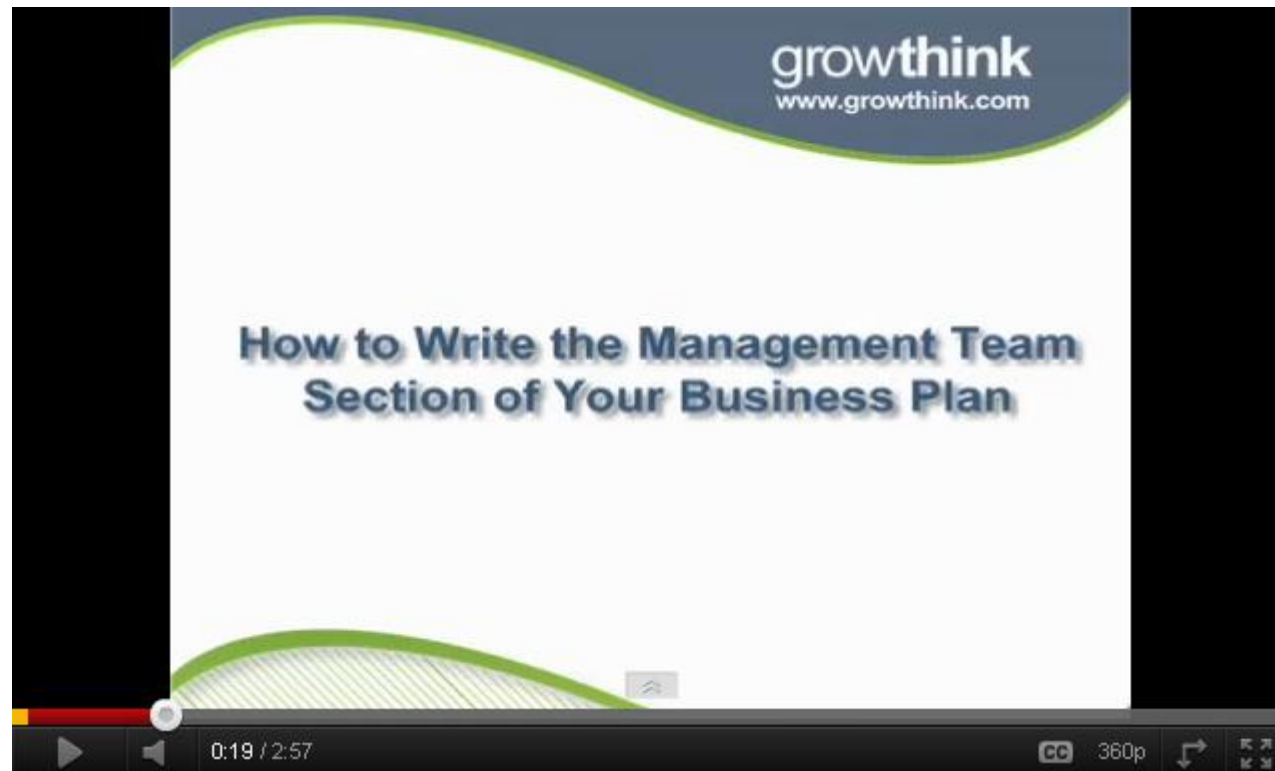 growthink
www.growthink.com
How to Write the Management Team
Section of Your Business Plan
0:19 / 2:57
CC
360p